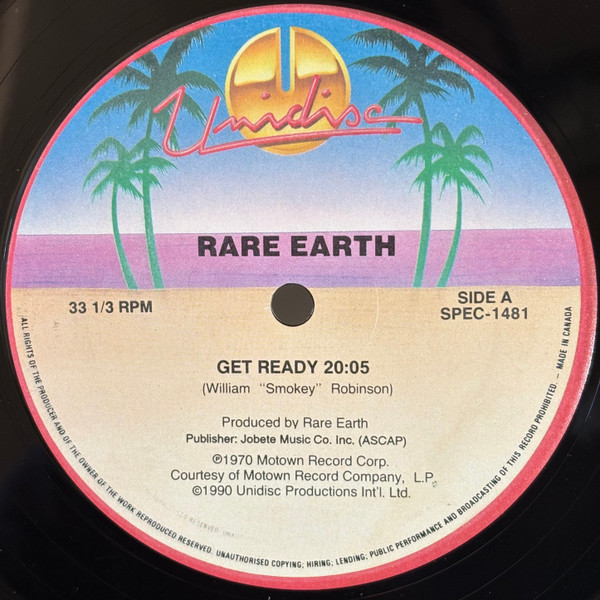 Unidisc
RARE EARTH
33 1/3 RPM
SIDE A
SPEC-1481
GET READY 20:05
(William "Smokey" Robinson)
Produced by Rare Earth
Publisher: Jobete Music Co. Inc. (ASCAP)
℗1970 Motown Record Corp.
Courtesy of Motown Record Company, L.P.
©1990 Unidisc Productions Int'l. Ltd.
ALL RIGHTS OF THE PRODUCER AND OF THE OWNER OF THE WORK REPRODUCED RESERVED. UNAUTHORISED COPYING; HIRING; LENDING; PUBLIC PERFORMANCE AND BROADCASTING OF THIS RECORD PROHIBITED. – MADE IN CANADA